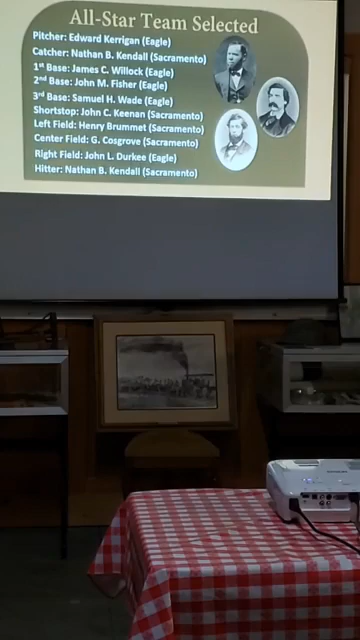 All-Star Team Selected
Pitcher: Edward Kerrigan (Eagle)
Catcher: Nathan B. Kendall (Sacramento)
1st Base: James C. Willock (Eagle)
2nd Base: John M. Fisher (Eagle)
3rd Base: Samuel H. Wade (Eagle)
Shortstop: John C. Keenan (Sacramento)
Left Field: Henry Brummet (Sacramento)
Center Field: G. Cosgrove (Sacramento)
Right Field: John L. Durkee (Eagle)
Hitter: Nathan B. Kendall (Sacramento)